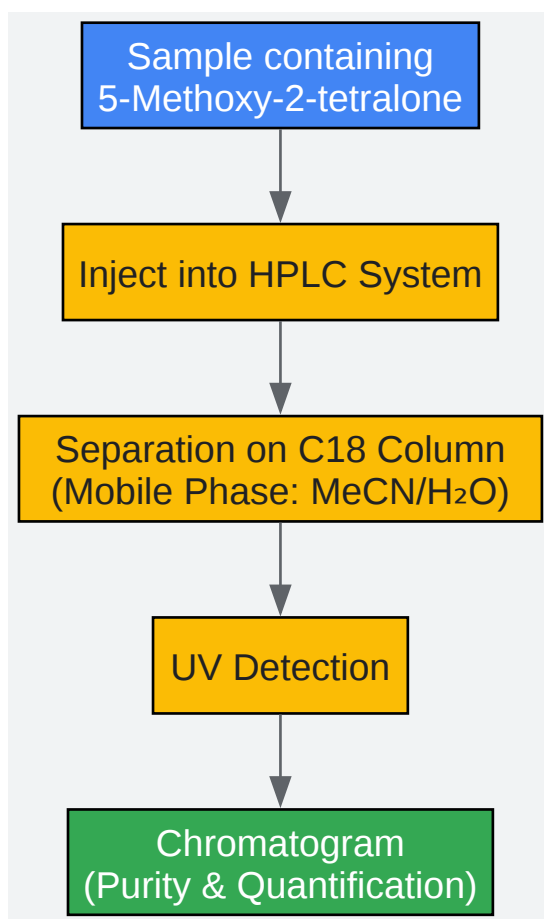 Sample containing
5-Methoxy-2-tetralone
Inject into HPLC System
Separation on C18 Column
(Mobile Phase: MeCN/H₂O)
UV Detection
Chromatogram
(Purity & Quantification)